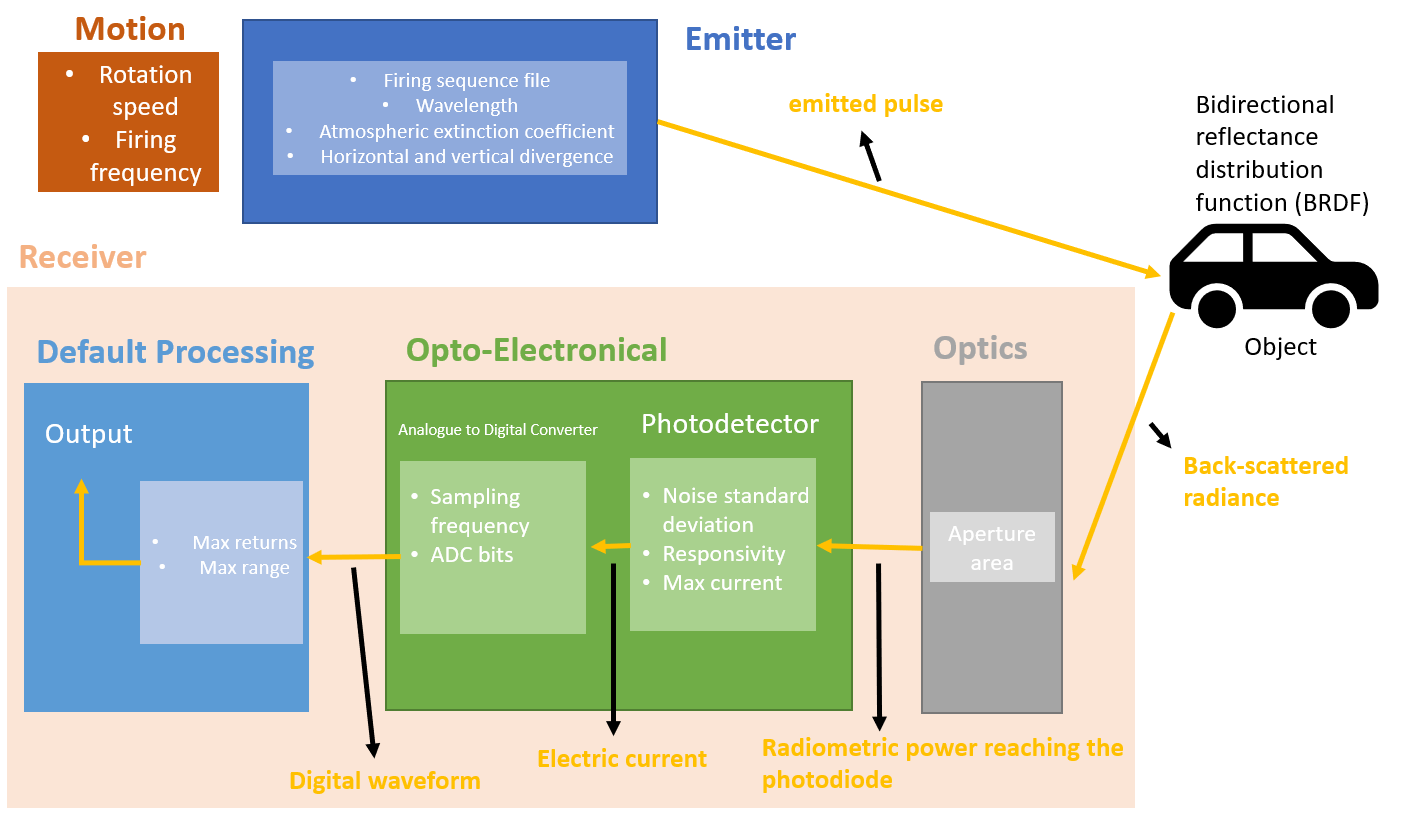 Motion
• Rotation
speed
• Firing
frequency
Emitter
• Firing sequence file
• Wavelength
• Atmospheric extinction coefficient
• Horizontal and vertical divergence
emitted pulse
Bidirectional
reflectance
distribution
function (BRDF)
Object
Back-scattered
radiance
Receiver
Default Processing
Output
• Max returns
• Max range
Opto-Electronical
Analogue to Digital Converter
• Sampling
frequency
• ADC bits
Photodetector
• Noise standard
deviation
• Responsivity
• Max current
Optics
Aperture
area
Digital waveform
Electric current
Radiometric power reaching the
photodiode